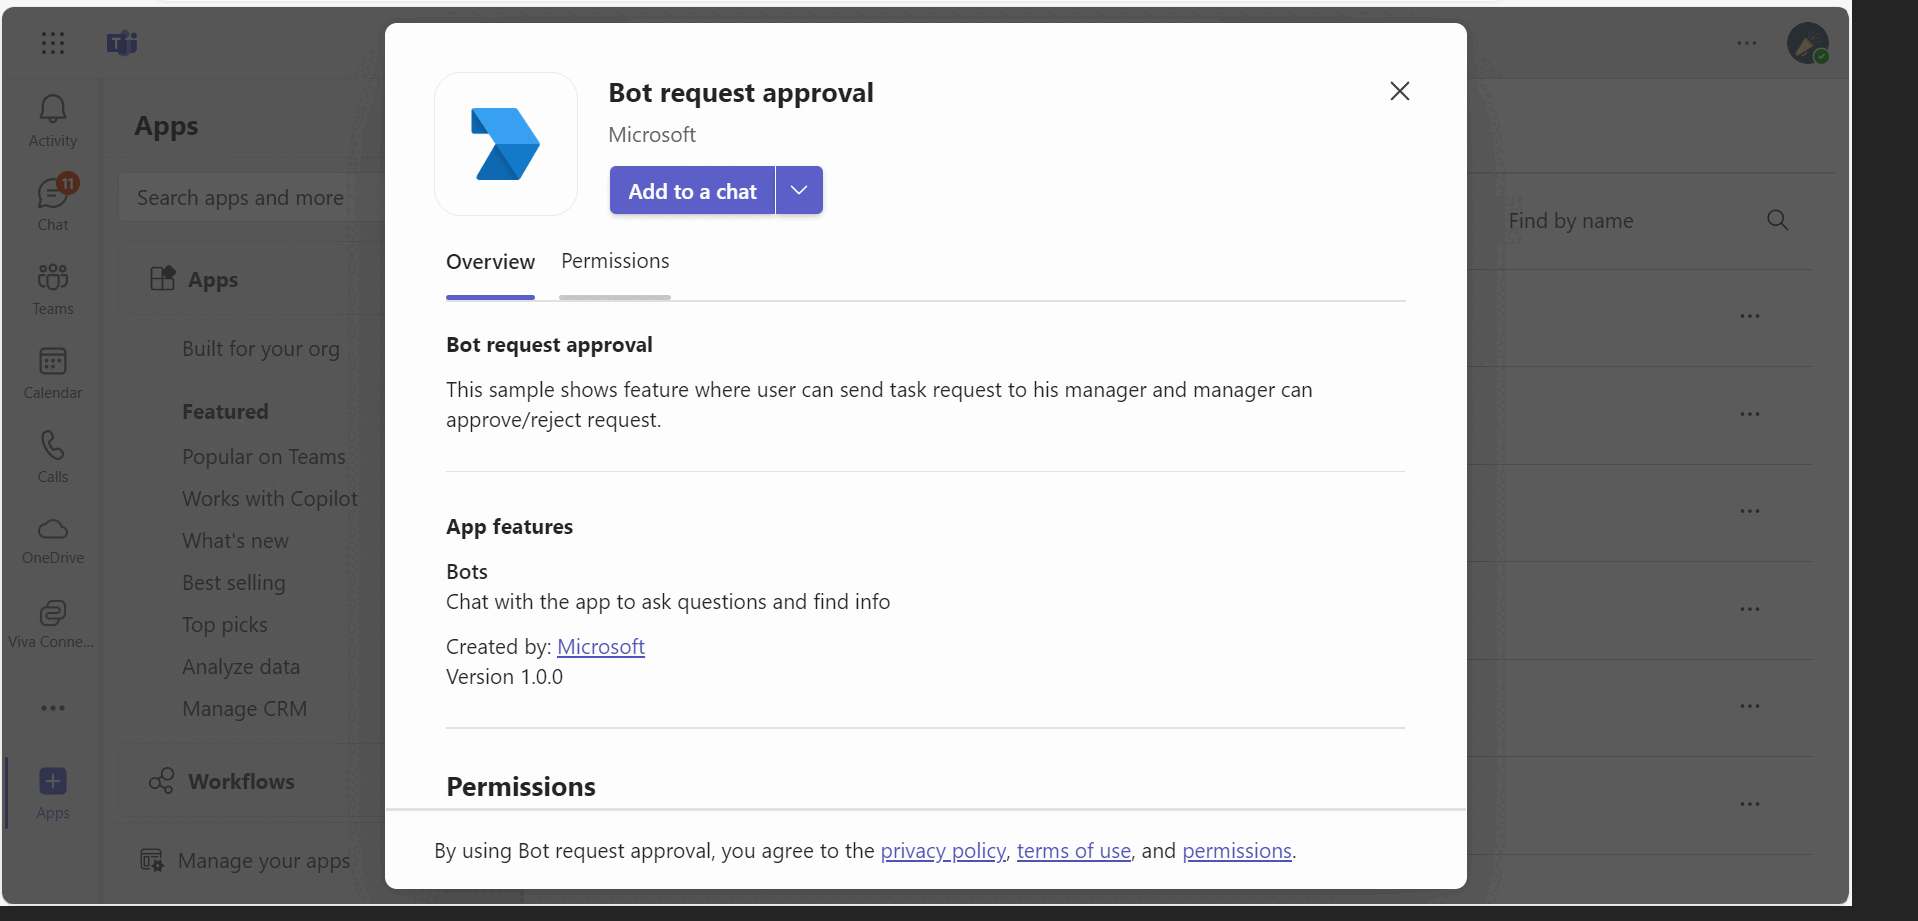 Activity
11
Chat
Teams
Calendar
Calls
OneDrive
Viva Conne...
Apps
Apps
Search apps and more
Apps
Built for your org
Featured
Popular on Teams
Works with Copilot
What's new
Best selling
Top picks
Analyze data
Manage CRM
Workflows
Manage your apps
Bot request approval
Microsoft
Add to a chat
Overview Permissions
Bot request approval
This sample shows feature where user can send task request to his manager and manager can
approve/reject request.
App features
Bots
Chat with the app to ask questions and find info
Created by: Microsoft
Version 1.0.0
Permissions
By using Bot request approval, you agree to the privacy policy, terms of use, and permissions.
Find by name